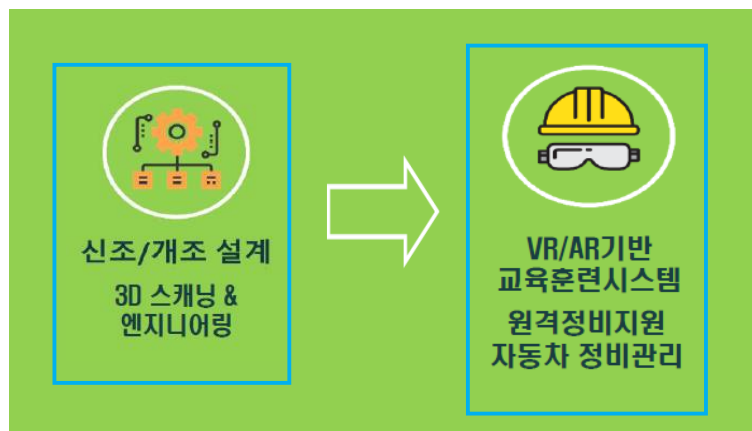 신조/개조 설계
3D 스캐닝 &
엔지니어링
VR/AR기반
교육훈련시스템
원격정비지원
자동차 정비관리